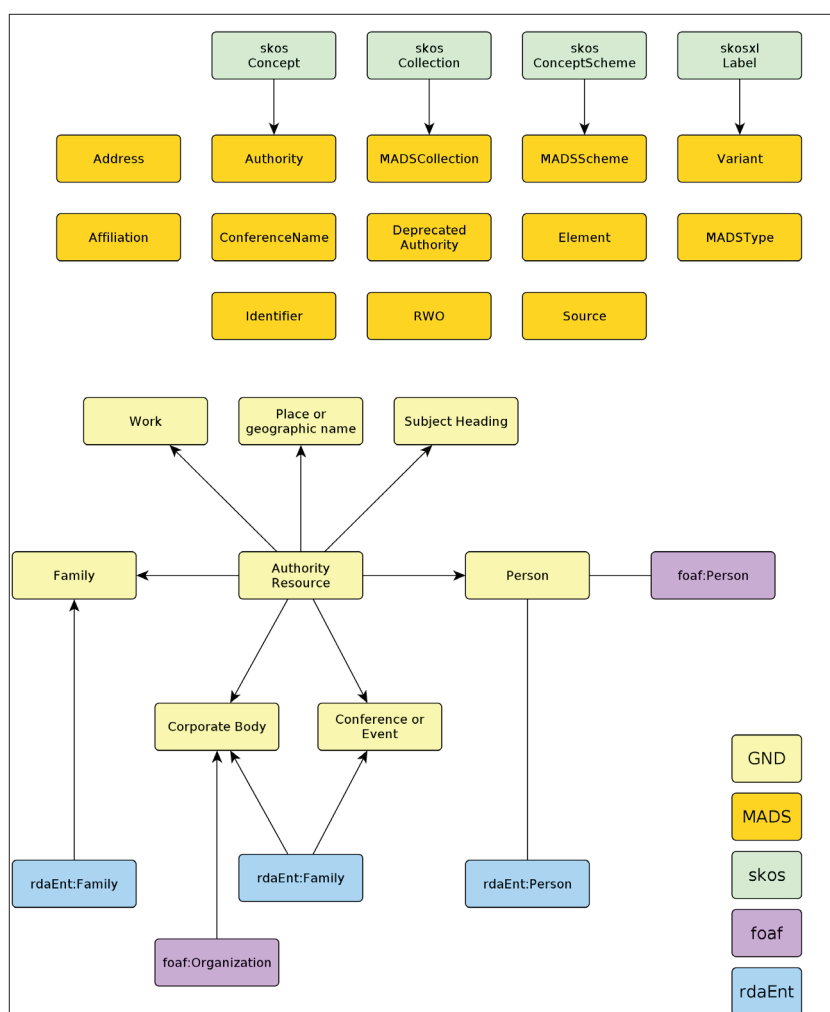 skos
Concept
skos
Collection
skos
ConceptScheme
skosxl
Label
Address
Authority
MADSCollection
MADSScheme
Variant
Affiliation
ConferenceName
Deprecated
Authority
Element
MADSType
Identifier
RWO
Source
Work
Place or
geographic name
Subject Heading
Family
Authority
Resource
Person
foaf:Person
Corporate Body
Conference or
Event
GND
MADS
skos
rdaEnt:Family
rdaEnt:Family
rdaEnt:Person
foaf
foaf:Organization
rdaEnt